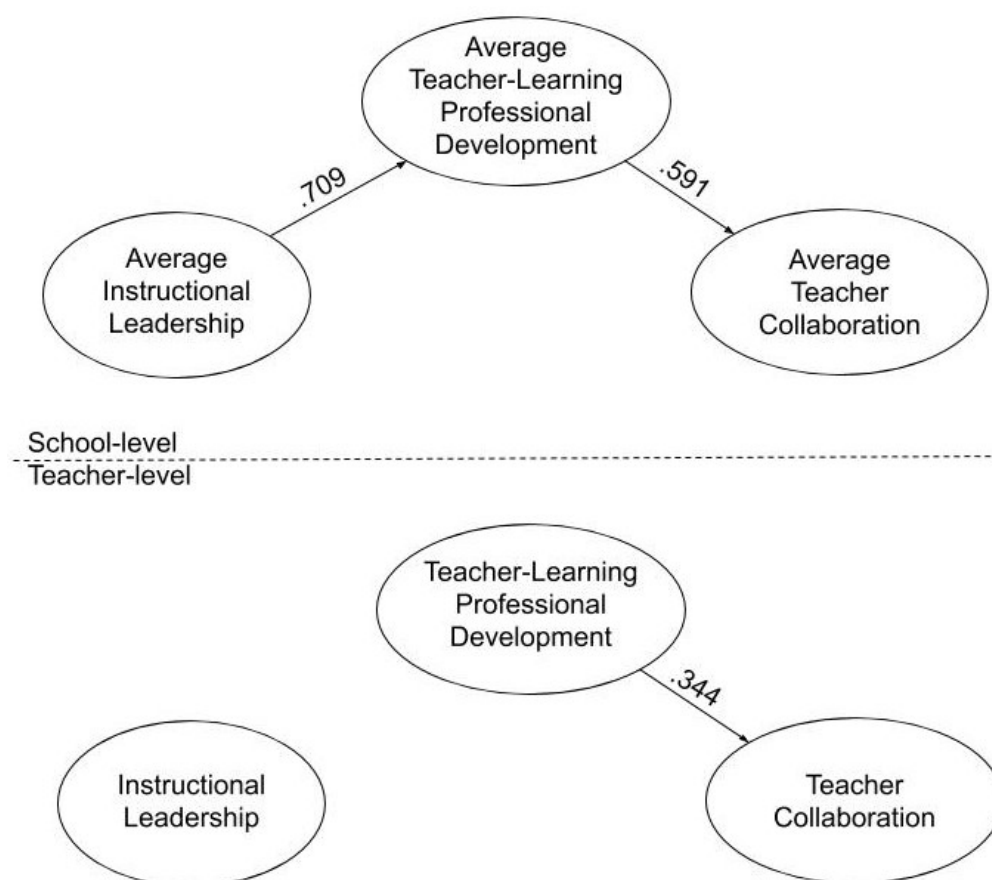 Average
Teacher-Learning
Professional
Development
.709
.591
Average
Instructional
Leadership
Average
Teacher
Collaboration
School-level
Teacher-level
Teacher-Learning
Professional
Development
.344
Instructional
Leadership
Teacher
Collaboration